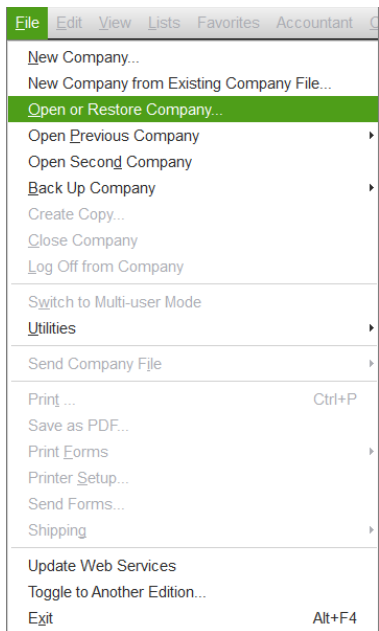 File Edit View Lists Favorites Accountant
New Company...
New Company from Existing Company File...
Open or Restore Company...
Open Previous Company
Open Second Company
Back Up Company
Create Copy...
Close Company
Log Off from Company
Switch to Multi-user Mode
Utilities
Send Company File
Print ... Ctrl+P
Save as PDF...
Print Forms
Printer Setup...
Send Forms...
Shipping
Update Web Services
Toggle to Another Edition...
Exit Alt+F4